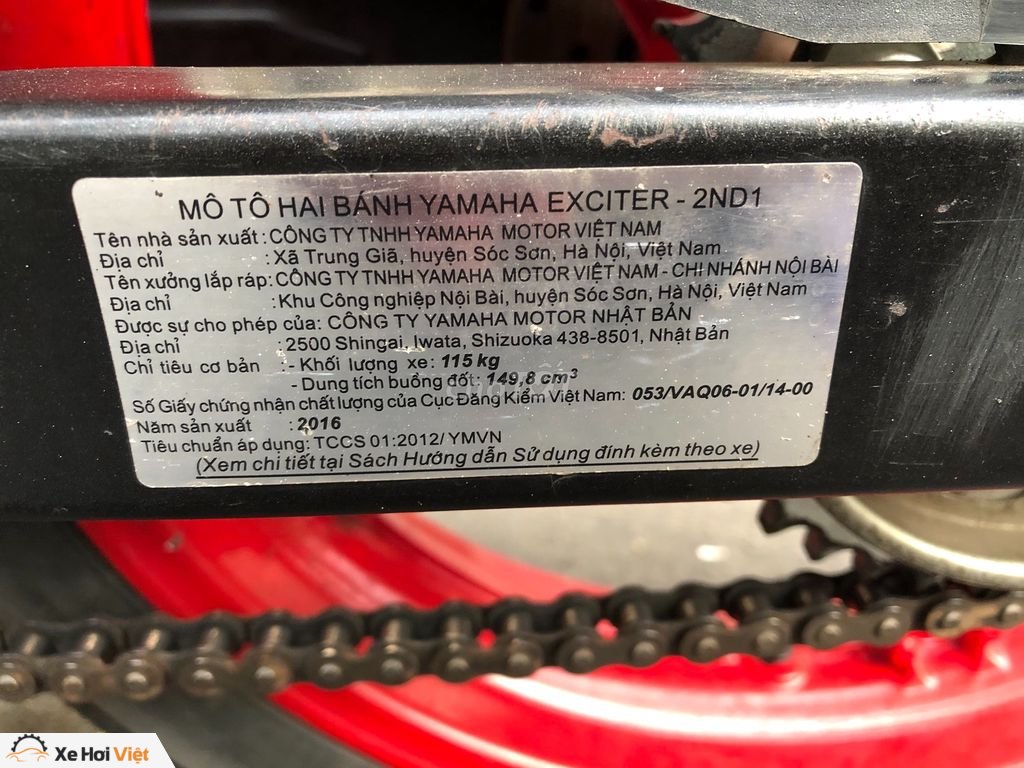 MÔ TÔ HAI BÁNH YAMAHA EXCITER - 2ND1
Tên nhà sản xuất : CÔNG TY TNHH YAMAHA MOTOR VIỆT NAM
Địa chỉ : Xã Trung Giã, huyện Sóc Sơn, Hà Nội, Việt Nam
Tên xưởng lắp ráp: CÔNG TY TNHH YAMAHA MOTOR VIỆT NAM - CHI NHÁNH NỘI BÀI
Địa chỉ : Khu Công nghiệp Nội Bài, huyện Sóc Sơn, Hà Nội, Việt Nam
Được sự cho phép của: CÔNG TY YAMAHA MOTOR NHẬT BẢN
Địa chỉ : 2500 Shingai, Iwata, Shizuoka 438-8501, Nhật Bản
Chỉ tiêu cơ bản :- Khối lượng xe: 115 kg
- Dung tích buồng đốt: 149,8 cm³
Số Giấy chứng nhận chất lượng của Cục Đăng Kiểm Việt Nam: 053/VAQ06-01/14-00
Năm sản xuất : 2016
Tiêu chuẩn áp dụng: TCCS 01:2012/ YMVN
(Xem chi tiết tại Sách Hướng dẫn Sử dụng đính kèm theo xe)
Xe Hơi Việt